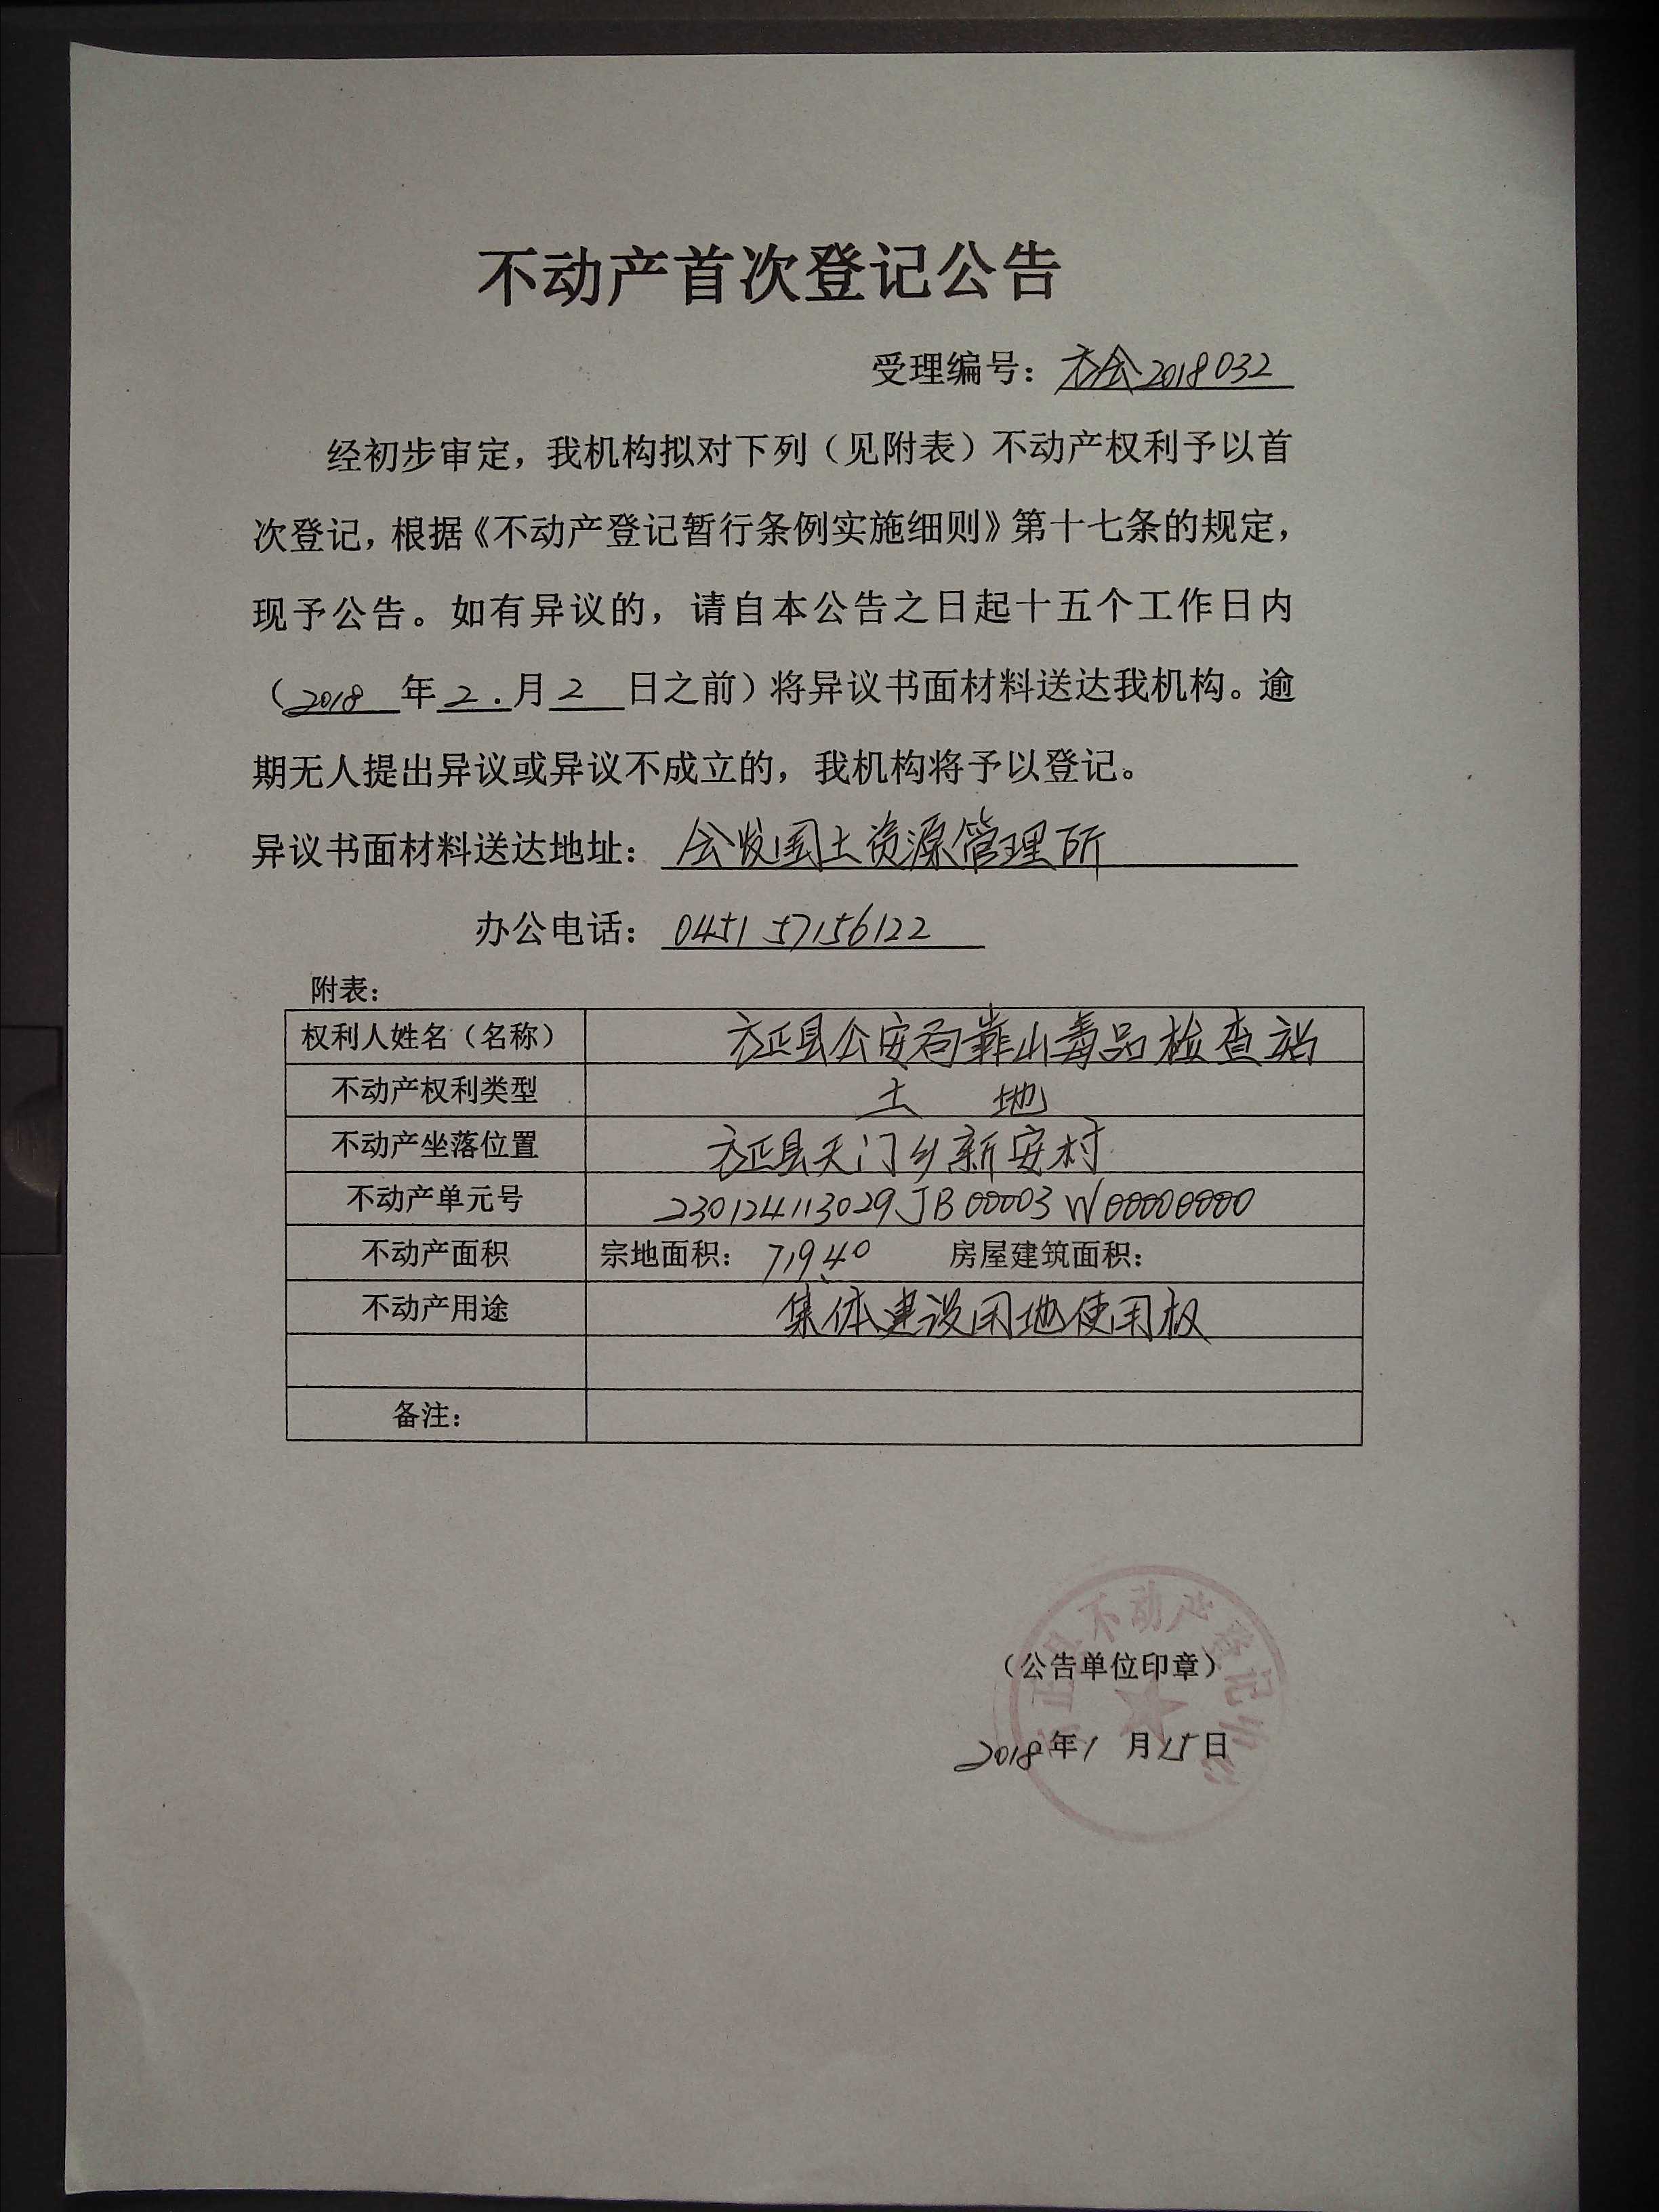 不动产首次登记公告
受理编号：方会2018032
经初步审定，我机构拟对下列（见附表）不动产权利予以首
次登记，根据《不动产登记暂行条例实施细则》第十七条的规定，
现予公告。如有异议的，请自本公告之日起十五个工作日内
（2018年2.月2日之前）将异议书面材料送达我机构。逾
期无人提出异议或异议不成立的，我机构将予以登记。
异议书面材料送达地址：会发国土资源管理所
办公电话：0451 57156122
附表：
权利人姓名（名称） 方正县公安局靠山毒品检查站
不动产权利类型 土 地
不动产坐落位置 方正县天门乡新安村
不动产单元号 230124113029JB00003W00000000
不动产面积 宗地面积：719.40 房屋建筑面积：
不动产用途 集体建设用地使用权
备注：
不动产登记
（公告单位印章）
2018年1月15日